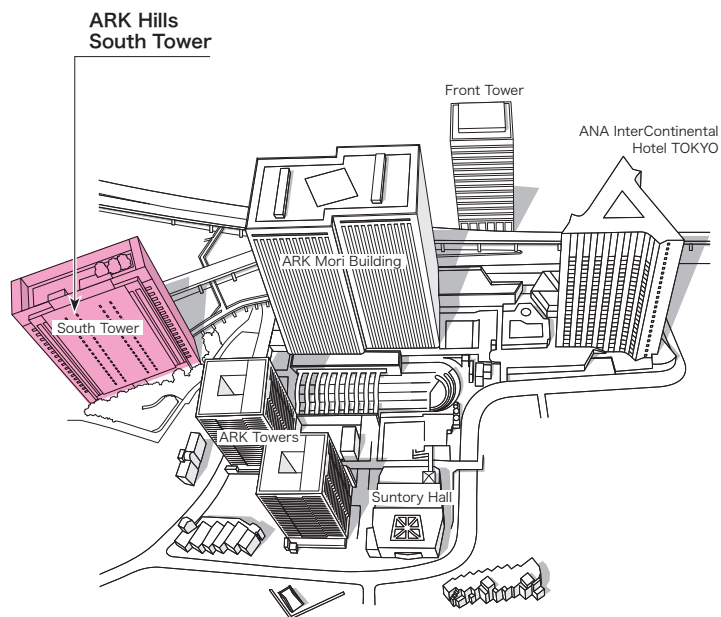 ARK Hills
South Tower
Front Tower
ANA InterContinental
Hotel TOKYO
ARK Mori Building
South Tower
ARK Towers
Suntory Hall